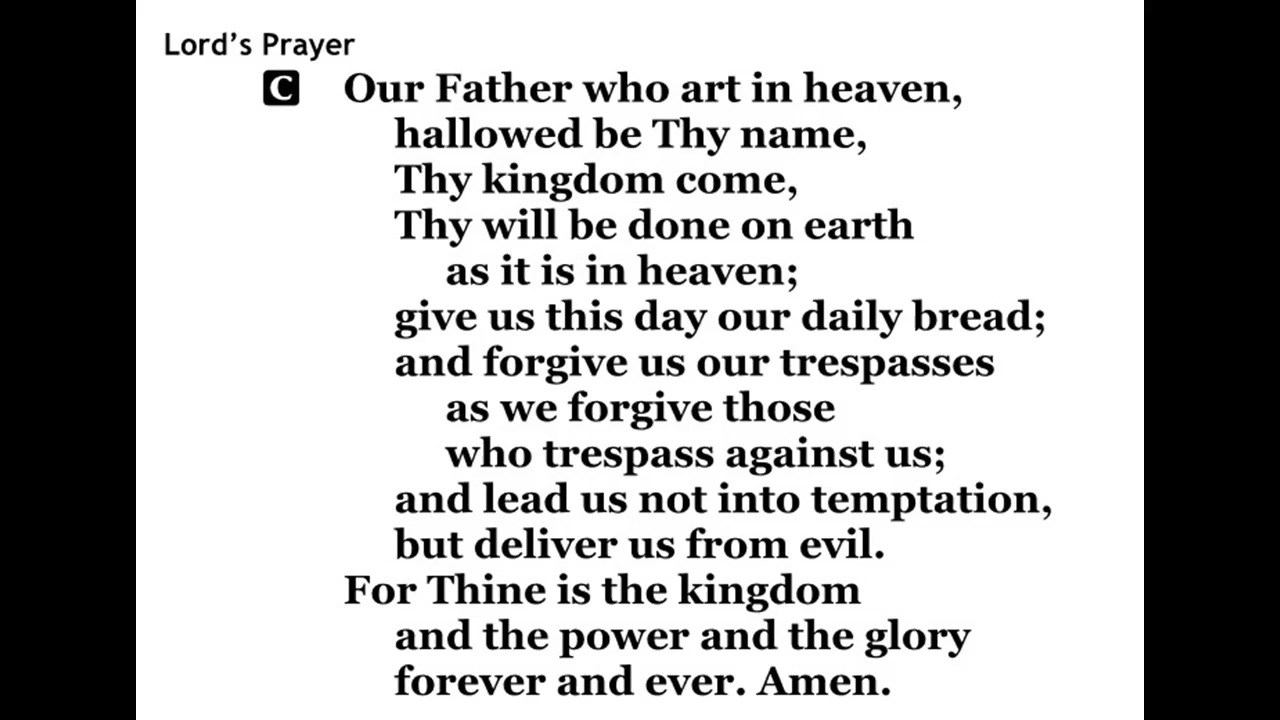 Lord's Prayer
C Our Father who art in heaven,
hallowed be Thy name,
Thy kingdom come,
Thy will be done on earth
as it is in heaven;
give us this day our daily bread;
and forgive us our trespasses
as we forgive those
who trespass against us;
and lead us not into temptation,
but deliver us from evil.
For Thine is the kingdom
and the power and the glory
forever and ever. Amen.